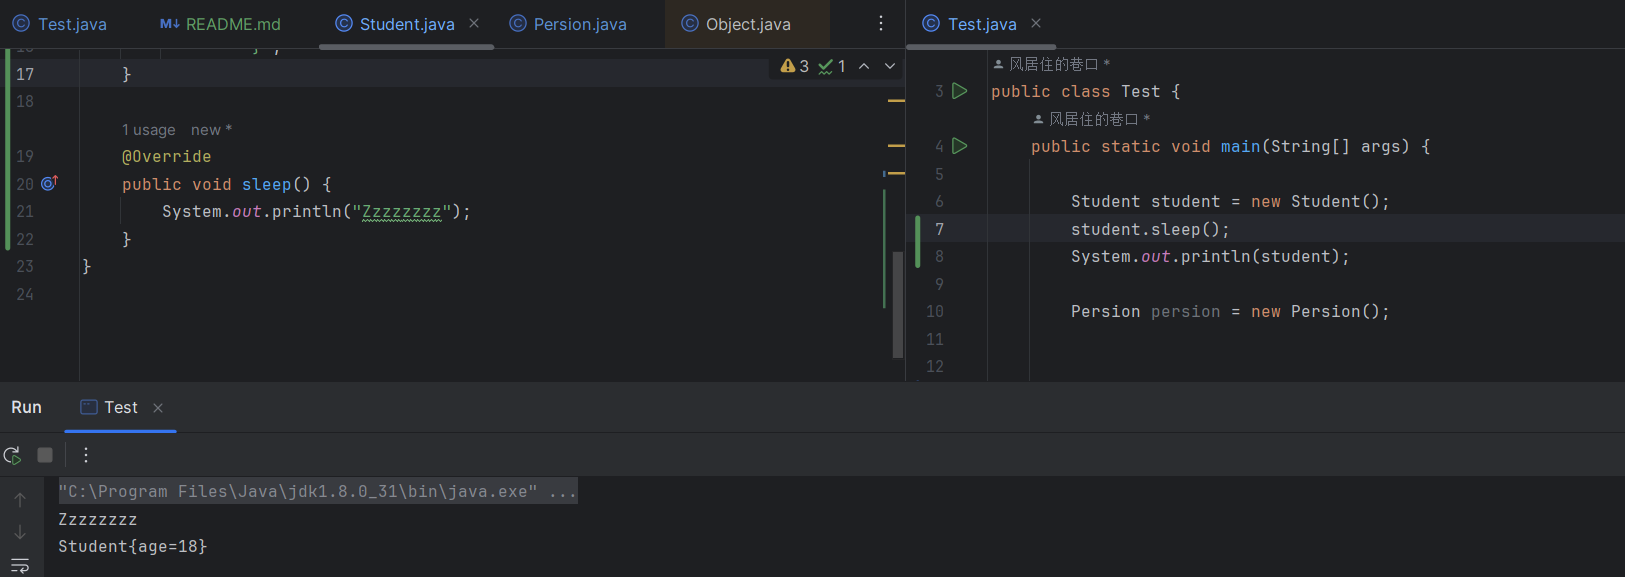 Test.java README.md Student.java Persion.java Object.java
Test.java
17 }
3 1
18
1 usage new *
19 @Override
20 public void sleep() {
21 System.out.println("Zzzzzzzz");
22 }
23 }
24
风居住的巷口 *
3 public class Test {
风居住的巷口 *
4 public static void main(String[] args) {
5
6 Student student = new Student();
7 student.sleep();
8 System.out.println(student);
9
10 Persion persion = new Persion();
11
12
Run Test
"C:\Program Files\Java\jdk1.8.0_31\bin\java.exe" ...
Zzzzzzzz
Student{age=18}